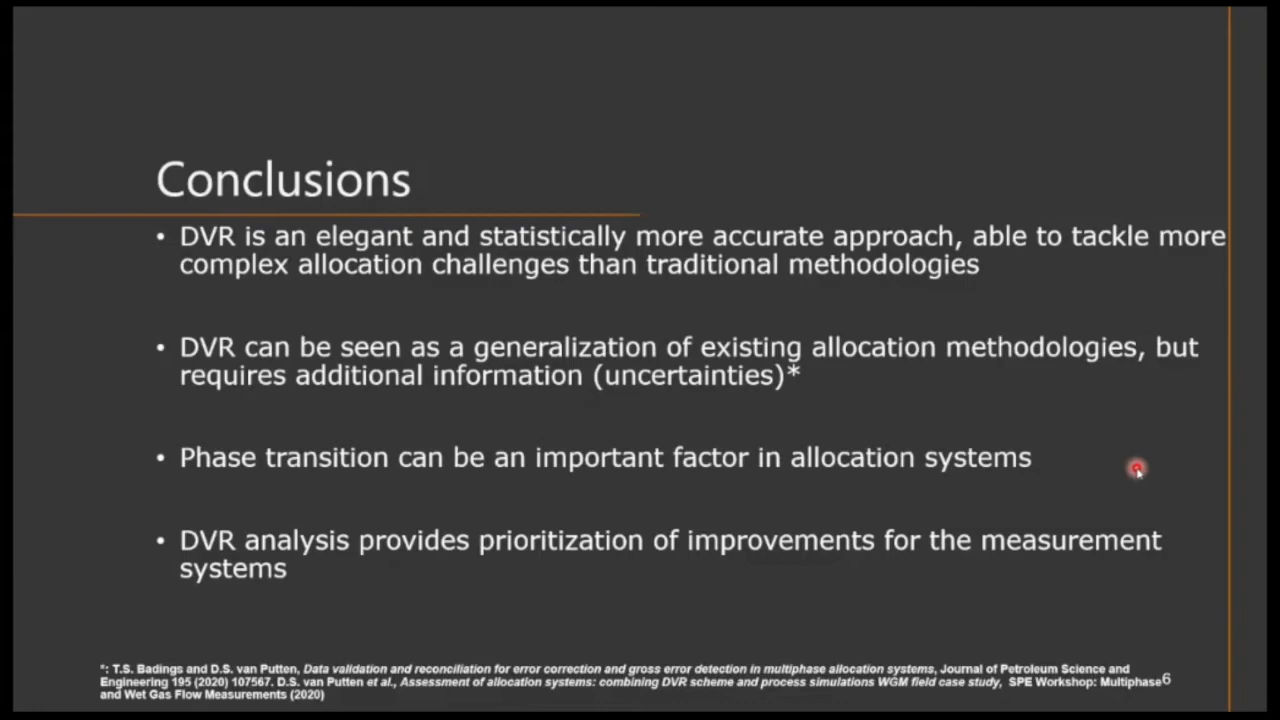 Conclusions
• DVR is an elegant and statistically more accurate approach, able to tackle more
complex allocation challenges than traditional methodologies
• DVR can be seen as a generalization of existing allocation methodologies, but
requires additional information (uncertainties)*
• Phase transition can be an important factor in allocation systems
• DVR analysis provides prioritization of improvements for the measurement
systems
*: T.S. Badings and D.S. van Putten, Data validation and reconciliation for error correction and gross error detection in multiphase allocation systems, Journal of Petroleum Science and
Engineering 195 (2020) 107567. D.S. van Putten et al., Assessment of allocation systems: combining DVR scheme and process simulations WGM field case study, SPE Workshop: Multiphase
and Wet Gas Flow Measurements (2020)
6